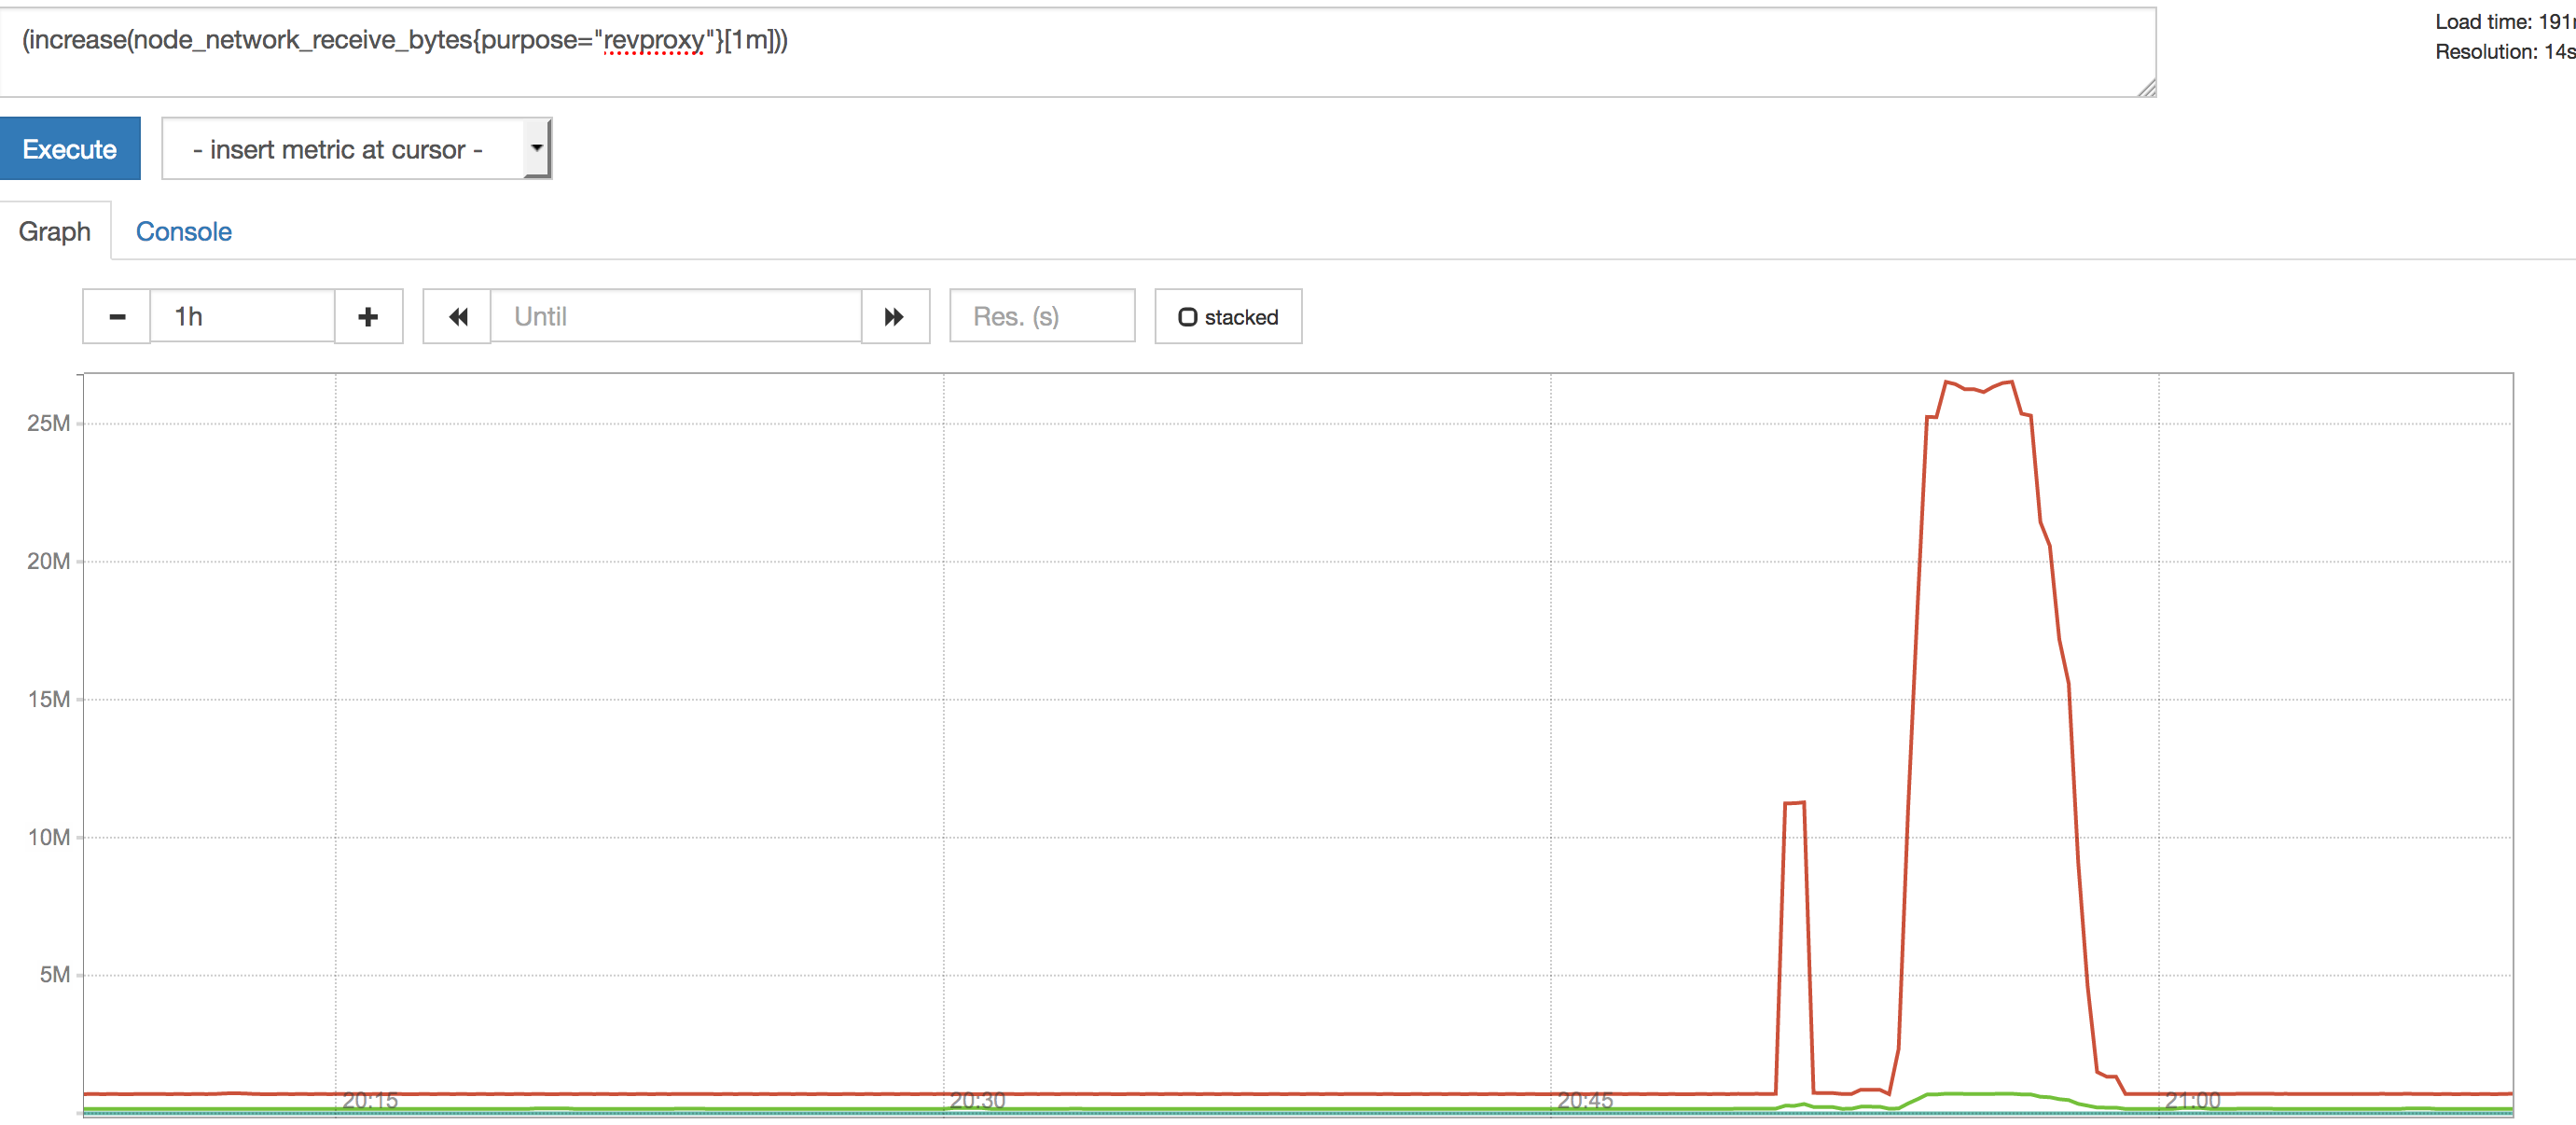 (increase(node_network_receive_bytes{purpose="revproxy"}[1m]))
Load time: 191
Resolution: 14s
Execute
- insert metric at cursor -
Graph Console
1h Until Res. (s) stacked
25M
20M
15M
10M
5M
20:15 20:30 20:45 21:00